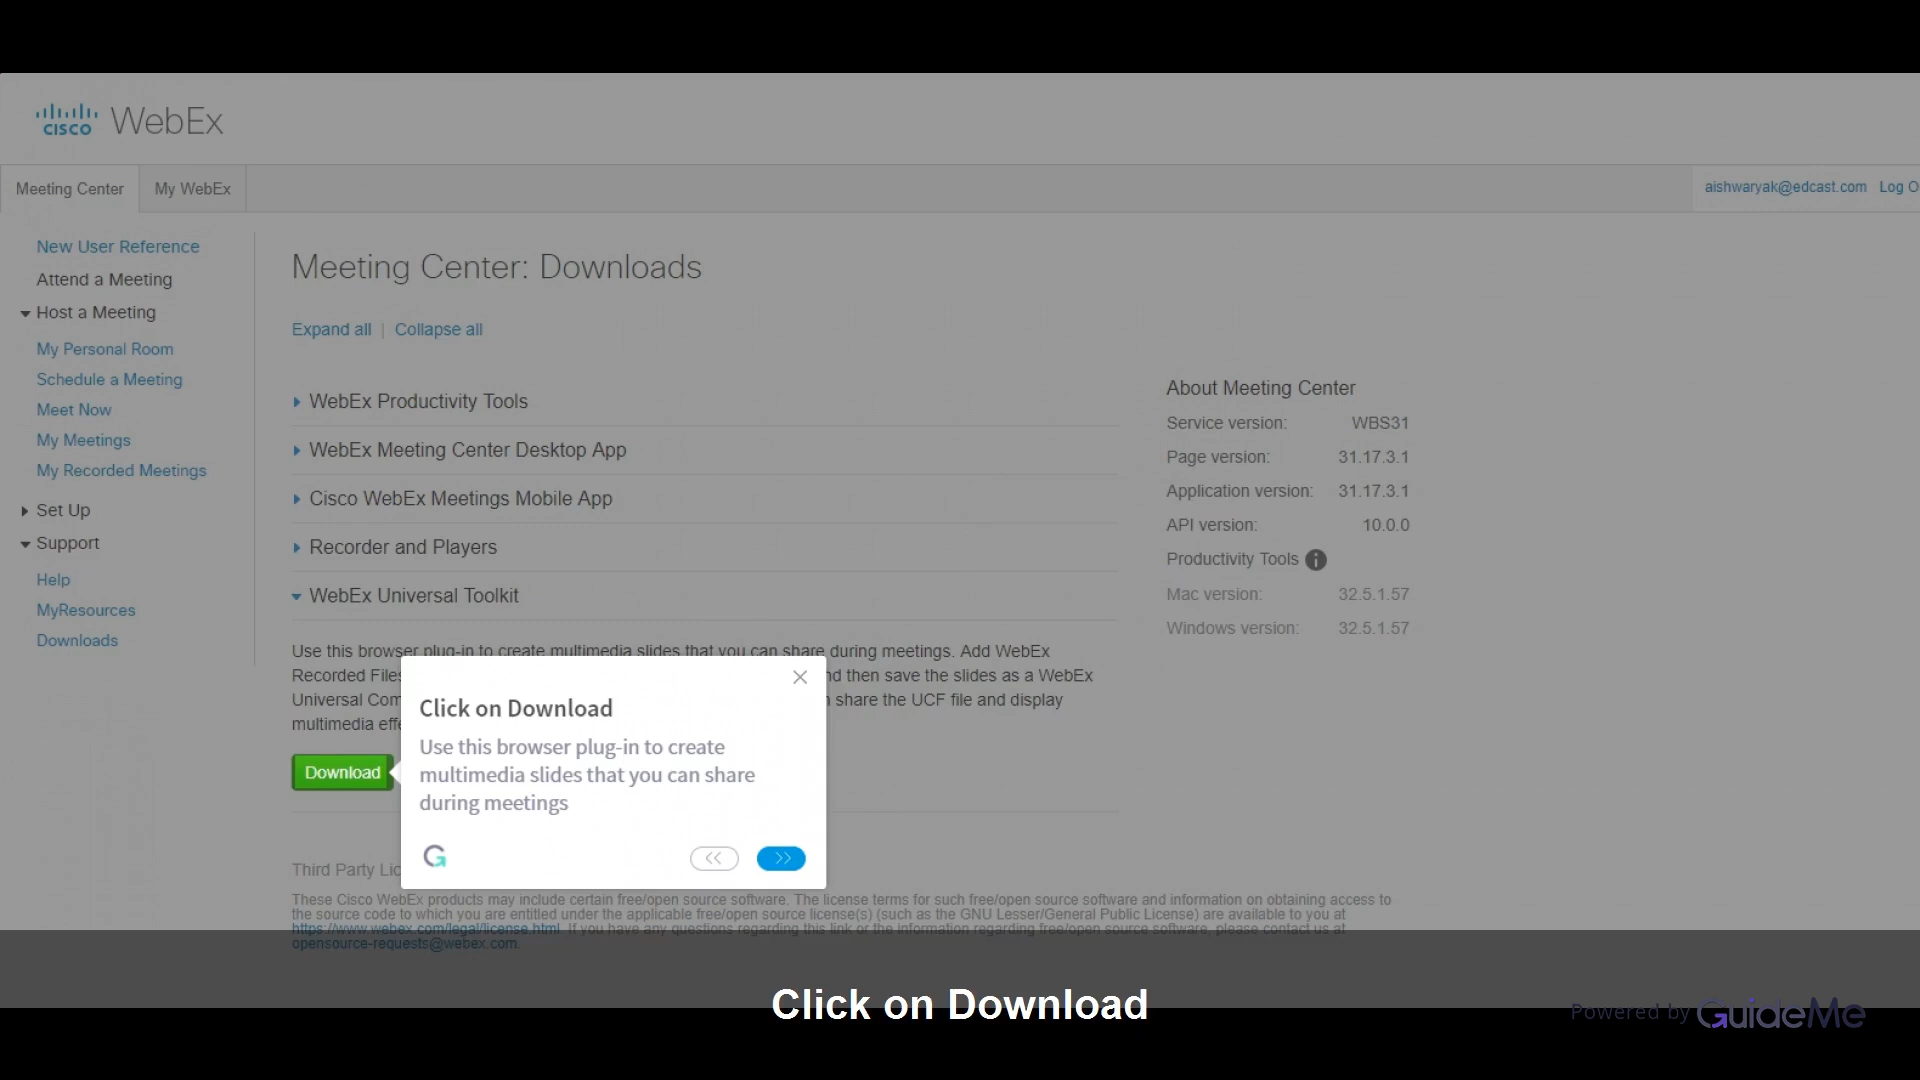 CISCO WebEx
Meeting Center My WebEx aishwaryak@edcast.com Log O
New User Reference
Attend a Meeting
Host a Meeting
My Personal Room
Schedule a Meeting
Meet Now
My Meetings
My Recorded Meetings
Set Up
Support
Help
MyResources
Downloads
Meeting Center: Downloads
Expand all | Collapse all
WebEx Productivity Tools
WebEx Meeting Center Desktop App
Cisco WebEx Meetings Mobile App
Recorder and Players
WebEx Universal Toolkit
Use this browser plug-in to create multimedia slides that you can share during meetings. Add WebEx
Recorded Files nd then save the slides as a WebEx
Universal Com share the UCF file and display
multimedia effe
Download
Click on Download
Use this browser plug-in to create
multimedia slides that you can share
during meetings
<< >>
About Meeting Center
Service version: WBS31
Page version: 31.17.3.1
Application version: 31.17.3.1
API version: 10.0.0
Productivity Tools
Mac version: 32.5.1.57
Windows version: 32.5.1.57
Third Party Lic
These Cisco WebEx products may include certain free/open source software. The license terms for such free/open source software and information on obtaining access to
the source code to which you are entitled under the applicable free/open source license(s) (such as the GNU Lesser/General Public License) are available to you at
https://www.webex.com/legal/license.html. If you have any questions regarding this link or the information regarding free/open source software, please contact us at
opensource-requests@webex.com.
Click on Download
Powered by GuideMe